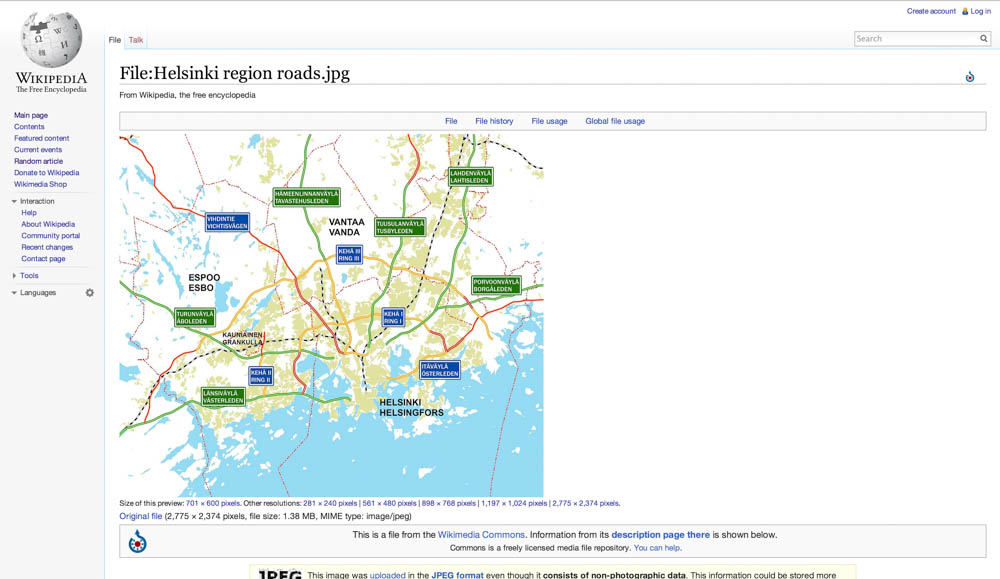 Create account Log in
WIKIPEDIA
The Free Encyclopedia
File Talk
Search
Main page
Contents
Featured content
Current events
Random article
Donate to Wikipedia
Wikimedia Shop
Interaction
Help
About Wikipedia
Community portal
Recent changes
Contact page
Tools
Languages
File:Helsinki region roads.jpg
From Wikipedia, the free encyclopedia
File File history File usage Global file usage
LAHDENVÄYLÄ
LAHTISLEDEN
HÄMEENLINNANVÄYLÄ
TAVASTEHUSLEDEN
VIHDINTIE
VICHTISVÄGEN
VANTAA
VANDA
TUUSULANVÄYLÄ
TUSBYLEDEN
KEHÄ III
RING III
ESPOO
ESBO
PORVOONVÄYLÄ
BORGÅLEDEN
TURUNVÄYLÄ
ÅBOLEDEN
KEHÄ I
RING I
KAUNIAINEN
GRANKULLA
KEHÄ II
RING II
ITÄVÄYLÄ
ÖSTERLEDEN
LÄNSIVÄYLÄ
VÄSTERLEDEN
HELSINKI
HELSINGFORS
Size of this preview: 701 × 600 pixels. Other resolutions: 281 × 240 pixels | 561 × 480 pixels | 898 × 768 pixels | 1,197 × 1,024 pixels | 2,775 × 2,374 pixels.
Original file (2,775 × 2,374 pixels, file size: 1.38 MB, MIME type: image/jpeg)
This is a file from the Wikimedia Commons. Information from its description page there is shown below.
Commons is a freely licensed media file repository. You can help.
JPEG This image was uploaded in the JPEG format even though it consists of non-photographic data. This information could be stored more